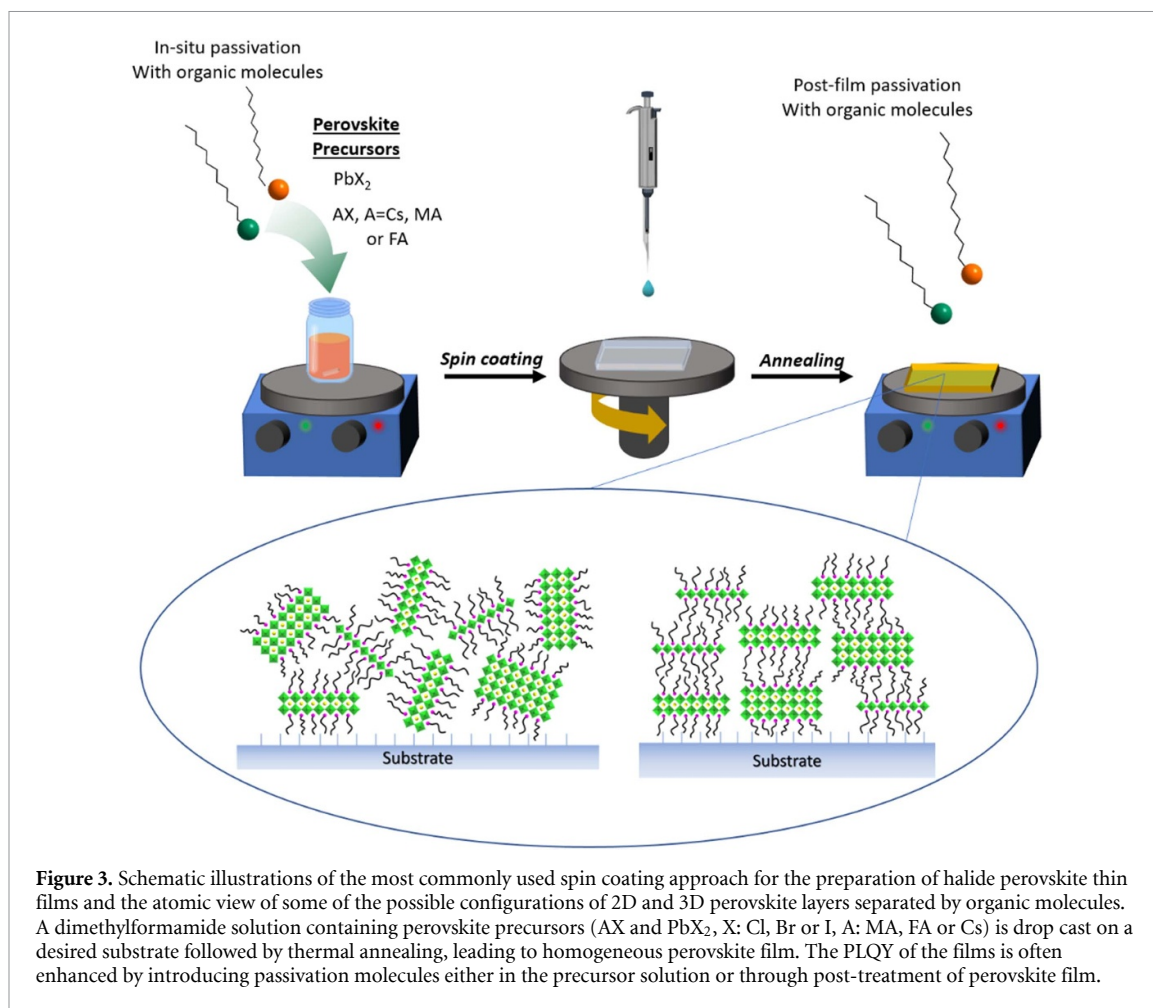 In-situ passivation
With organic molecules
Perovskite
Precursors
PbX₂
AX, A=Cs, MA
or FA
Post-film passivation
With organic molecules
Spin coating
Annealing
Substrate
Substrate
Figure 3. Schematic illustrations of the most commonly used spin coating approach for the preparation of halide perovskite thin
films and the atomic view of some of the possible configurations of 2D and 3D perovskite layers separated by organic molecules.
A dimethylformamide solution containing perovskite precursors (AX and PbX₂, X: Cl, Br or I, A: MA, FA or Cs) is drop cast on a
desired substrate followed by thermal annealing, leading to homogeneous perovskite film. The PLQY of the films is often
enhanced by introducing passivation molecules either in the precursor solution or through post-treatment of perovskite film.